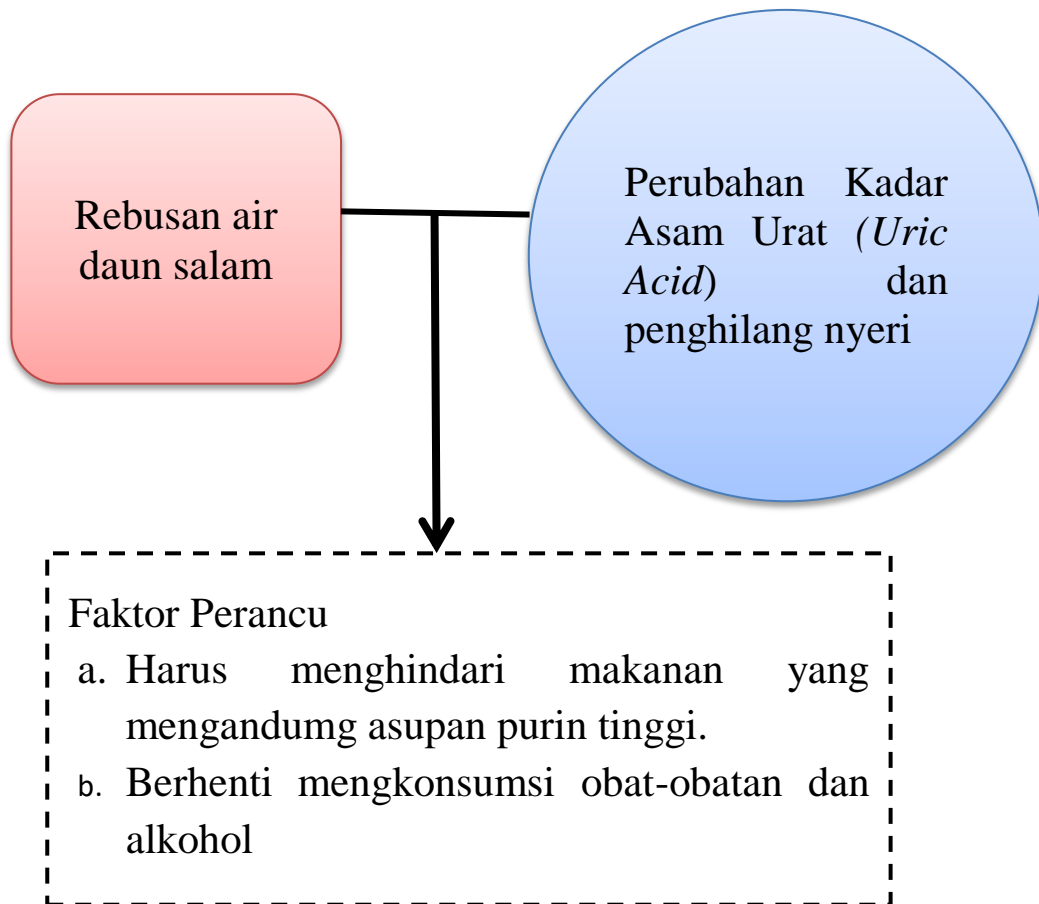 Rebusan air
daun salam
Perubahan Kadar
Asam Urat (Uric
Acid) dan
penghilang nyeri
Faktor Perancu
a. Harus menghindari makanan yang
mengandumg asupan purin tinggi.
b. Berhenti mengkonsumsi obat-obatan dan
alkohol